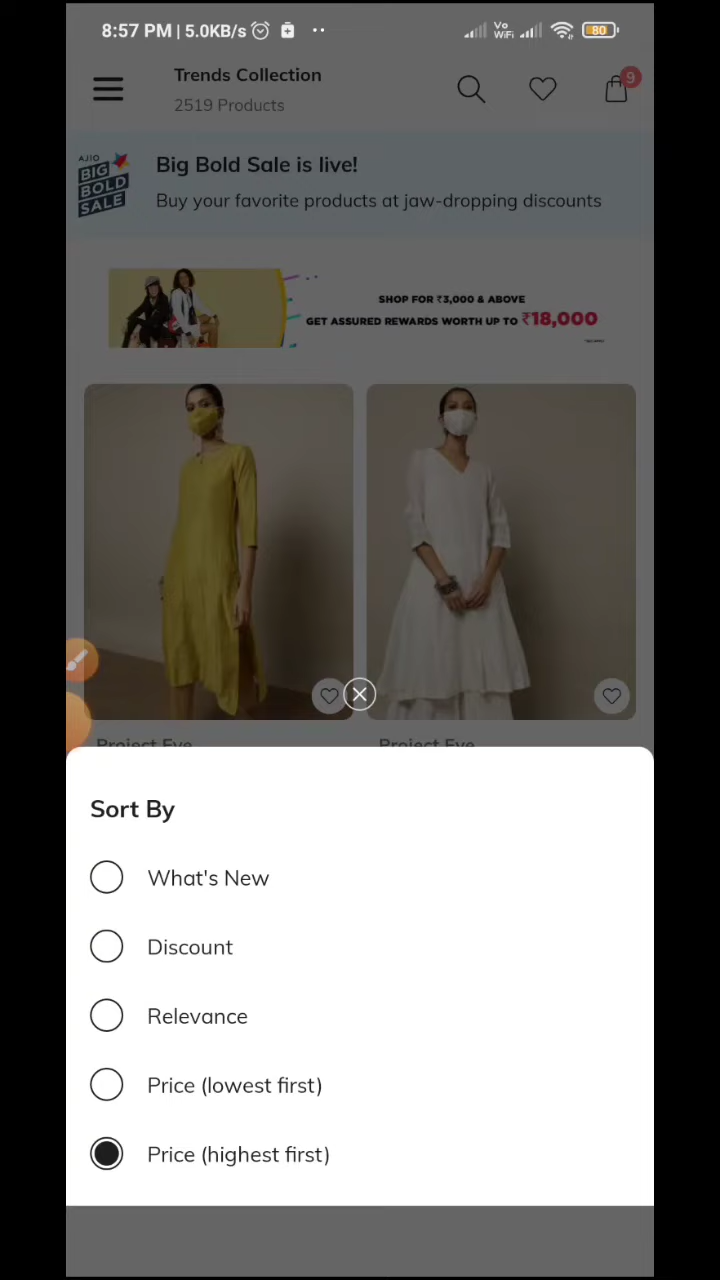 8:57 PM | 5.0KB/s
Vo
WiFi
80
Trends Collection
2519 Products
9
AJIO
BIG
BOLD
SALE
Big Bold Sale is live!
Buy your favorite products at jaw-dropping discounts
SHOP FOR ₹3,000 & ABOVE
GET ASSURED REWARDS WORTH UP TO ₹18,000
Project Eve
Project Eve
Sort By
What's New
Discount
Relevance
Price (lowest first)
Price (highest first)